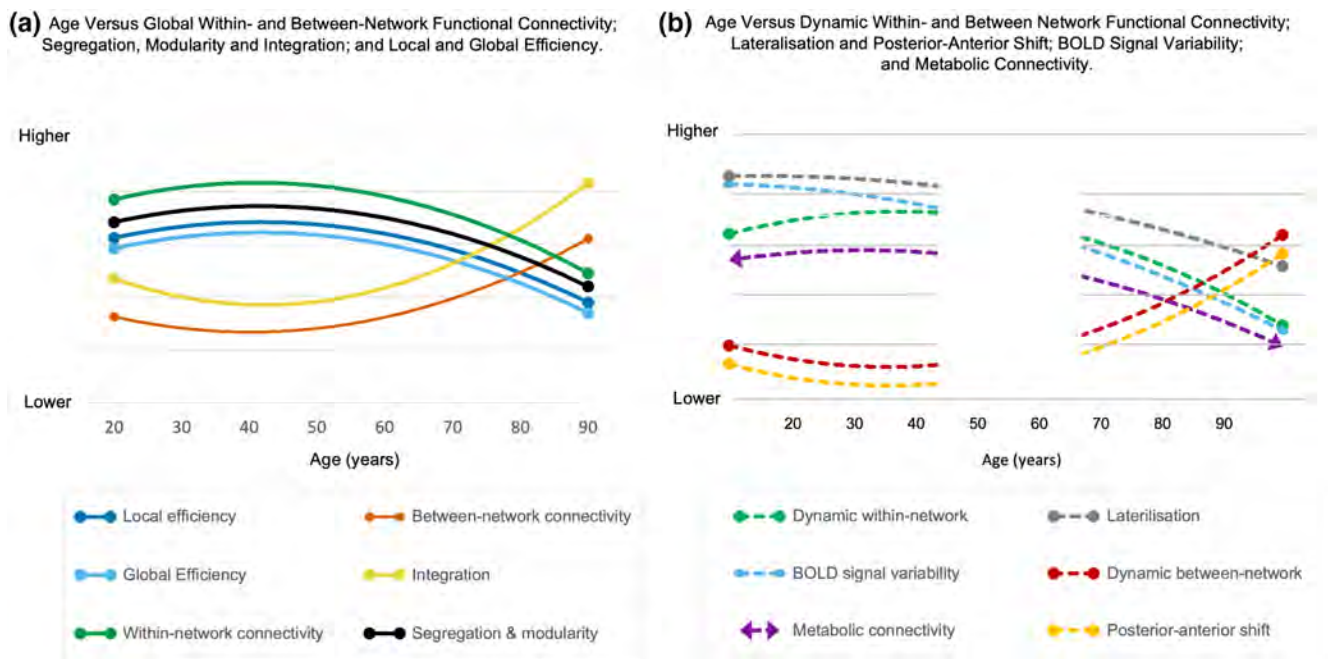 (a) Age Versus Global Within- and Between-Network Functional Connectivity;
Segregation, Modularity and Integration; and Local and Global Efficiency.
Higher
Lower
20 30 40 50 60 70 80 90
Age (years)
Local efficiency
Between-network connectivity
Global Efficiency
Integration
Within-network connectivity
Segregation & modularity
(b) Age Versus Dynamic Within- and Between Network Functional Connectivity;
Lateralisation and Posterior-Anterior Shift; BOLD Signal Variability;
and Metabolic Connectivity.
Higher
Lower
20 30 40 50 60 70 80 90
Age (years)
Dynamic within-network
Laterilisation
BOLD signal variability
Dynamic between-network
Metabolic connectivity
Posterior-anterior shift